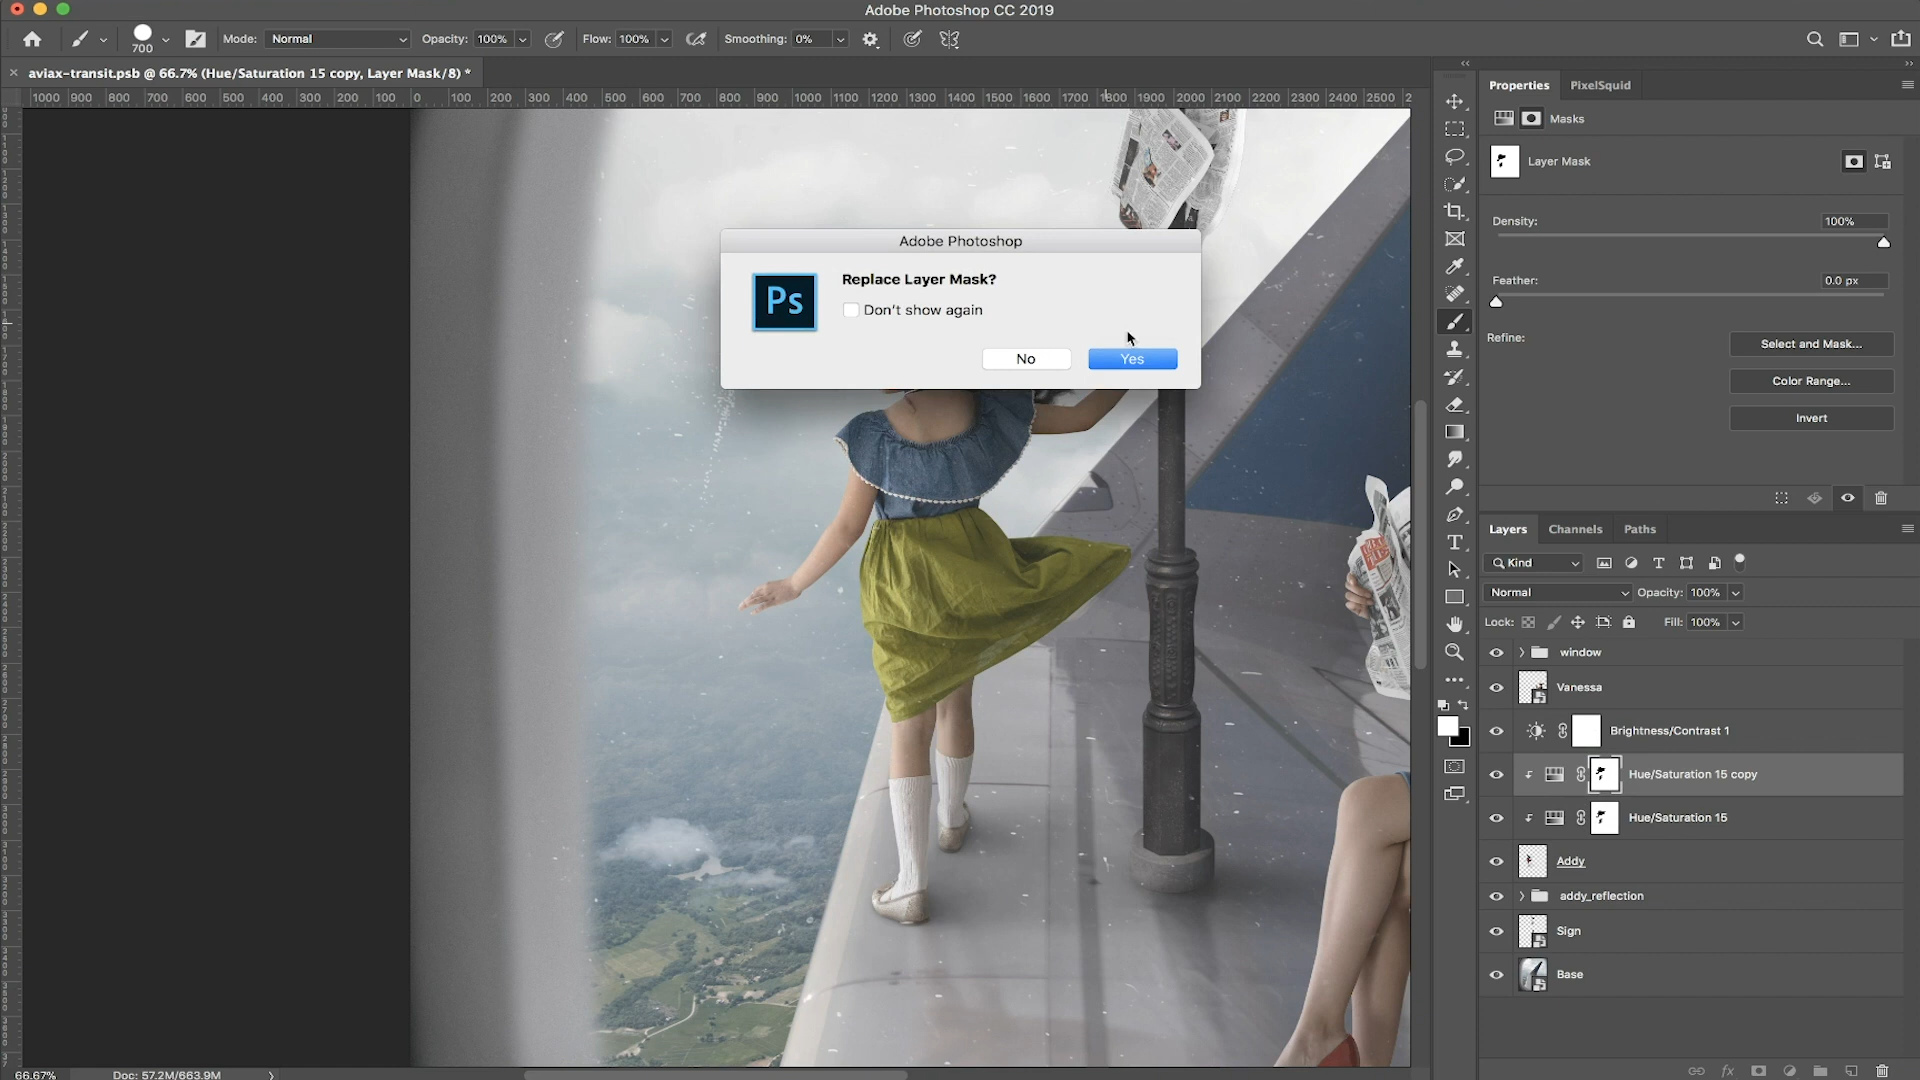 Adobe Photoshop CC 2019
700
Mode: Normal
Opacity: 100%
Flow: 100%
Smoothing: 0%
aviax-transit.psb @ 66.7% (Hue/Saturation 15 copy, Layer Mask/8) *
1000 900 800 700 600 500 400 300 200 100 0 100 200 300 400 500 600 700 800 900 1000 1100 1200 1300 1400 1500 1600 1700 1800 1900 2000 2100 2200 2300 2400 2500 2
Properties PixelSquid
Masks
Layer Mask
Density: 100%
Feather: 0.0 px
Refine:
Select and Mask...
Color Range...
Invert
Adobe Photoshop
Ps
Replace Layer Mask?
Don't show again
No Yes
Layers Channels Paths
Kind
Normal
Opacity: 100%
Lock:
Fill: 100%
window
Vanessa
Brightness/Contrast 1
Hue/Saturation 15 copy
Hue/Saturation 15
Addy
addy_reflection
Sign
Base
66.67% Doc: 57.2M/663.9M
fx